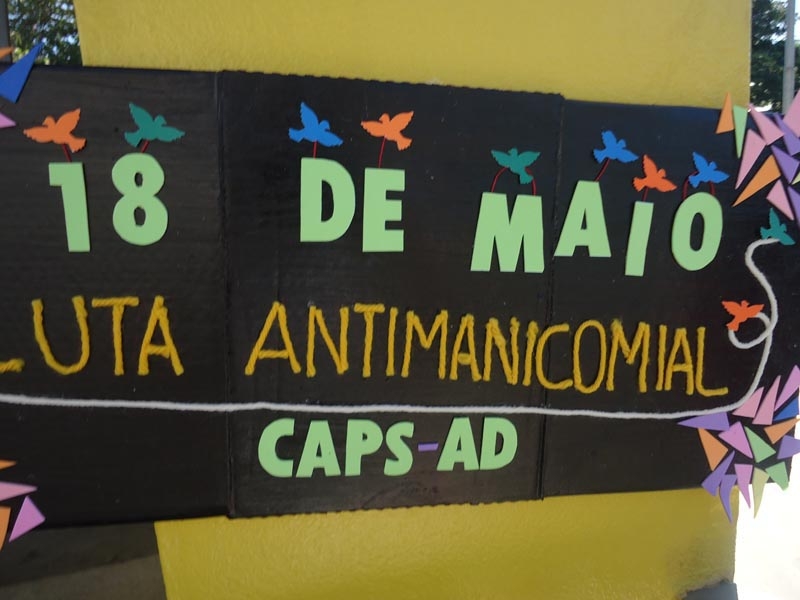 18 DE MAIO
LUTA ANTIMANICOMIAL
CAPS-AD